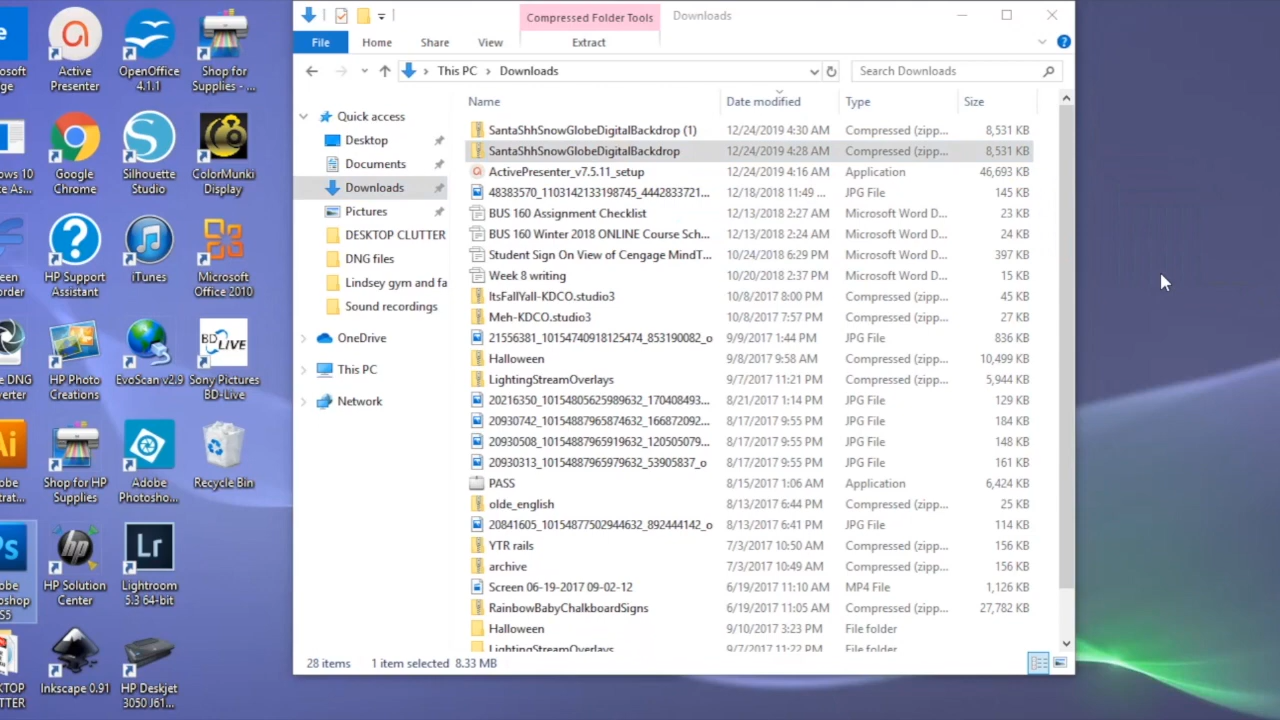 Compressed Folder Tools
Downloads
File
Home
Share
View
Extract
This PC
Downloads
Search Downloads
Quick access
Desktop
Documents
Downloads
Pictures
DESKTOP CLUTTER
DNG files
Lindsey gym and fa
Sound recordings
OneDrive
This PC
Network
Name Date modified Type Size
SantaShhSnowGlobeDigitalBackdrop (1) 12/24/2019 4:30 AM Compressed (zipp... 8,531 KB
SantaShhSnowGlobeDigitalBackdrop 12/24/2019 4:28 AM Compressed (zipp... 8,531 KB
ActivePresenter_v7.5.11_setup 12/24/2019 4:16 AM Application 46,693 KB
48383570_1103142133198745_4442833721... 12/18/2018 11:49 ... JPG File 145 KB
BUS 160 Assignment Checklist 12/13/2018 2:27 AM Microsoft Word D... 23 KB
BUS 160 Winter 2018 ONLINE Course Sch... 12/13/2018 2:24 AM Microsoft Word D... 24 KB
Student Sign On View of Cengage MindT... 10/24/2018 6:29 PM Microsoft Word D... 397 KB
Week 8 writing 10/20/2018 2:37 PM Microsoft Word D... 15 KB
ItsFallYall-KDCO.studio3 10/8/2017 8:00 PM Compressed (zipp... 45 KB
Meh-KDCO.studio3 10/8/2017 7:57 PM Compressed (zipp... 27 KB
21556381_10154740918125474_853190082_o 9/9/2017 1:44 PM JPG File 836 KB
Halloween 9/8/2017 9:58 AM Compressed (zipp... 10,499 KB
LightingStreamOverlays 9/7/2017 11:21 PM Compressed (zipp... 5,944 KB
20216350_10154805625989632_170408493... 8/21/2017 1:14 PM JPG File 129 KB
20930742_10154887965874632_166872092... 8/17/2017 9:55 PM JPG File 184 KB
20930508_10154887965919632_120505079... 8/17/2017 9:55 PM JPG File 148 KB
20930313_10154887965979632_53905837_o 8/17/2017 9:55 PM JPG File 161 KB
PASS 8/15/2017 1:06 AM Application 6,424 KB
olde_english 8/13/2017 6:44 PM Compressed (zipp... 25 KB
20841605_10154877502944632_892444142_o 8/13/2017 6:41 PM JPG File 114 KB
YTR rails 7/3/2017 10:50 AM Compressed (zipp... 156 KB
archive 7/3/2017 10:49 AM Compressed (zipp... 156 KB
Screen 06-19-2017 09-02-12 6/19/2017 11:10 AM MP4 File 1,126 KB
RainbowBabyChalkboardSigns 6/19/2017 11:05 AM Compressed (zipp... 27,782 KB
Halloween 9/10/2017 3:23 PM File folder
LightingStreamOverlays 9/7/2017 11:22 PM File folder
28 items 1 item selected 8.33 MB
Active
Presenter
OpenOffice
4.1.1
Shop for
Supplies - ...
Google
Chrome
Silhouette
Studio
ColorMunki
Display
HP Support
Assistant
iTunes
Microsoft
Office 2010
HP Photo
Creations
EvoScan v2.9
BD LIVE
Sony Pictures
BD-Live
Ai
Shop for HP
Supplies
Adobe
Photosho...
Recycle Bin
HP Solution
Center
Lr
Lightroom
5.3 64-bit
Inkscape 0.91
HP Deskjet
3050 J61...